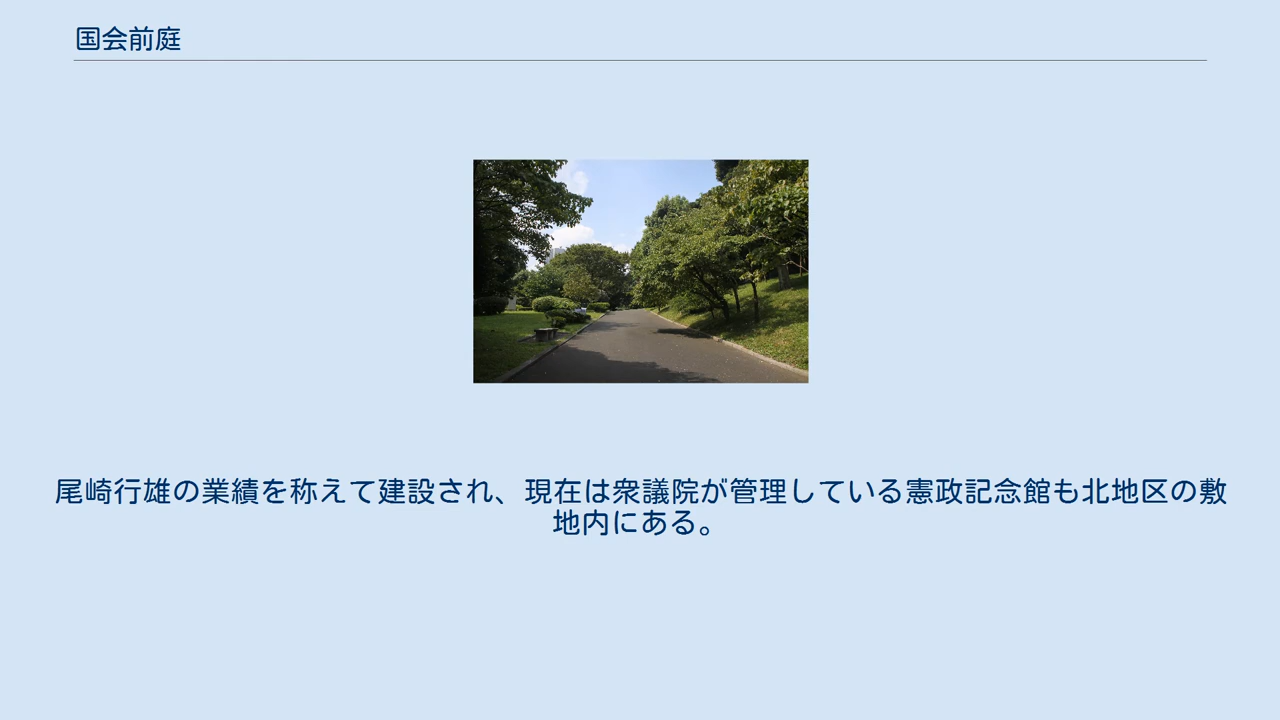 国会前庭
尾崎行雄の業績を称えて建設され、現在は衆議院が管理している憲政記念館も北地区の敷
地内にある。